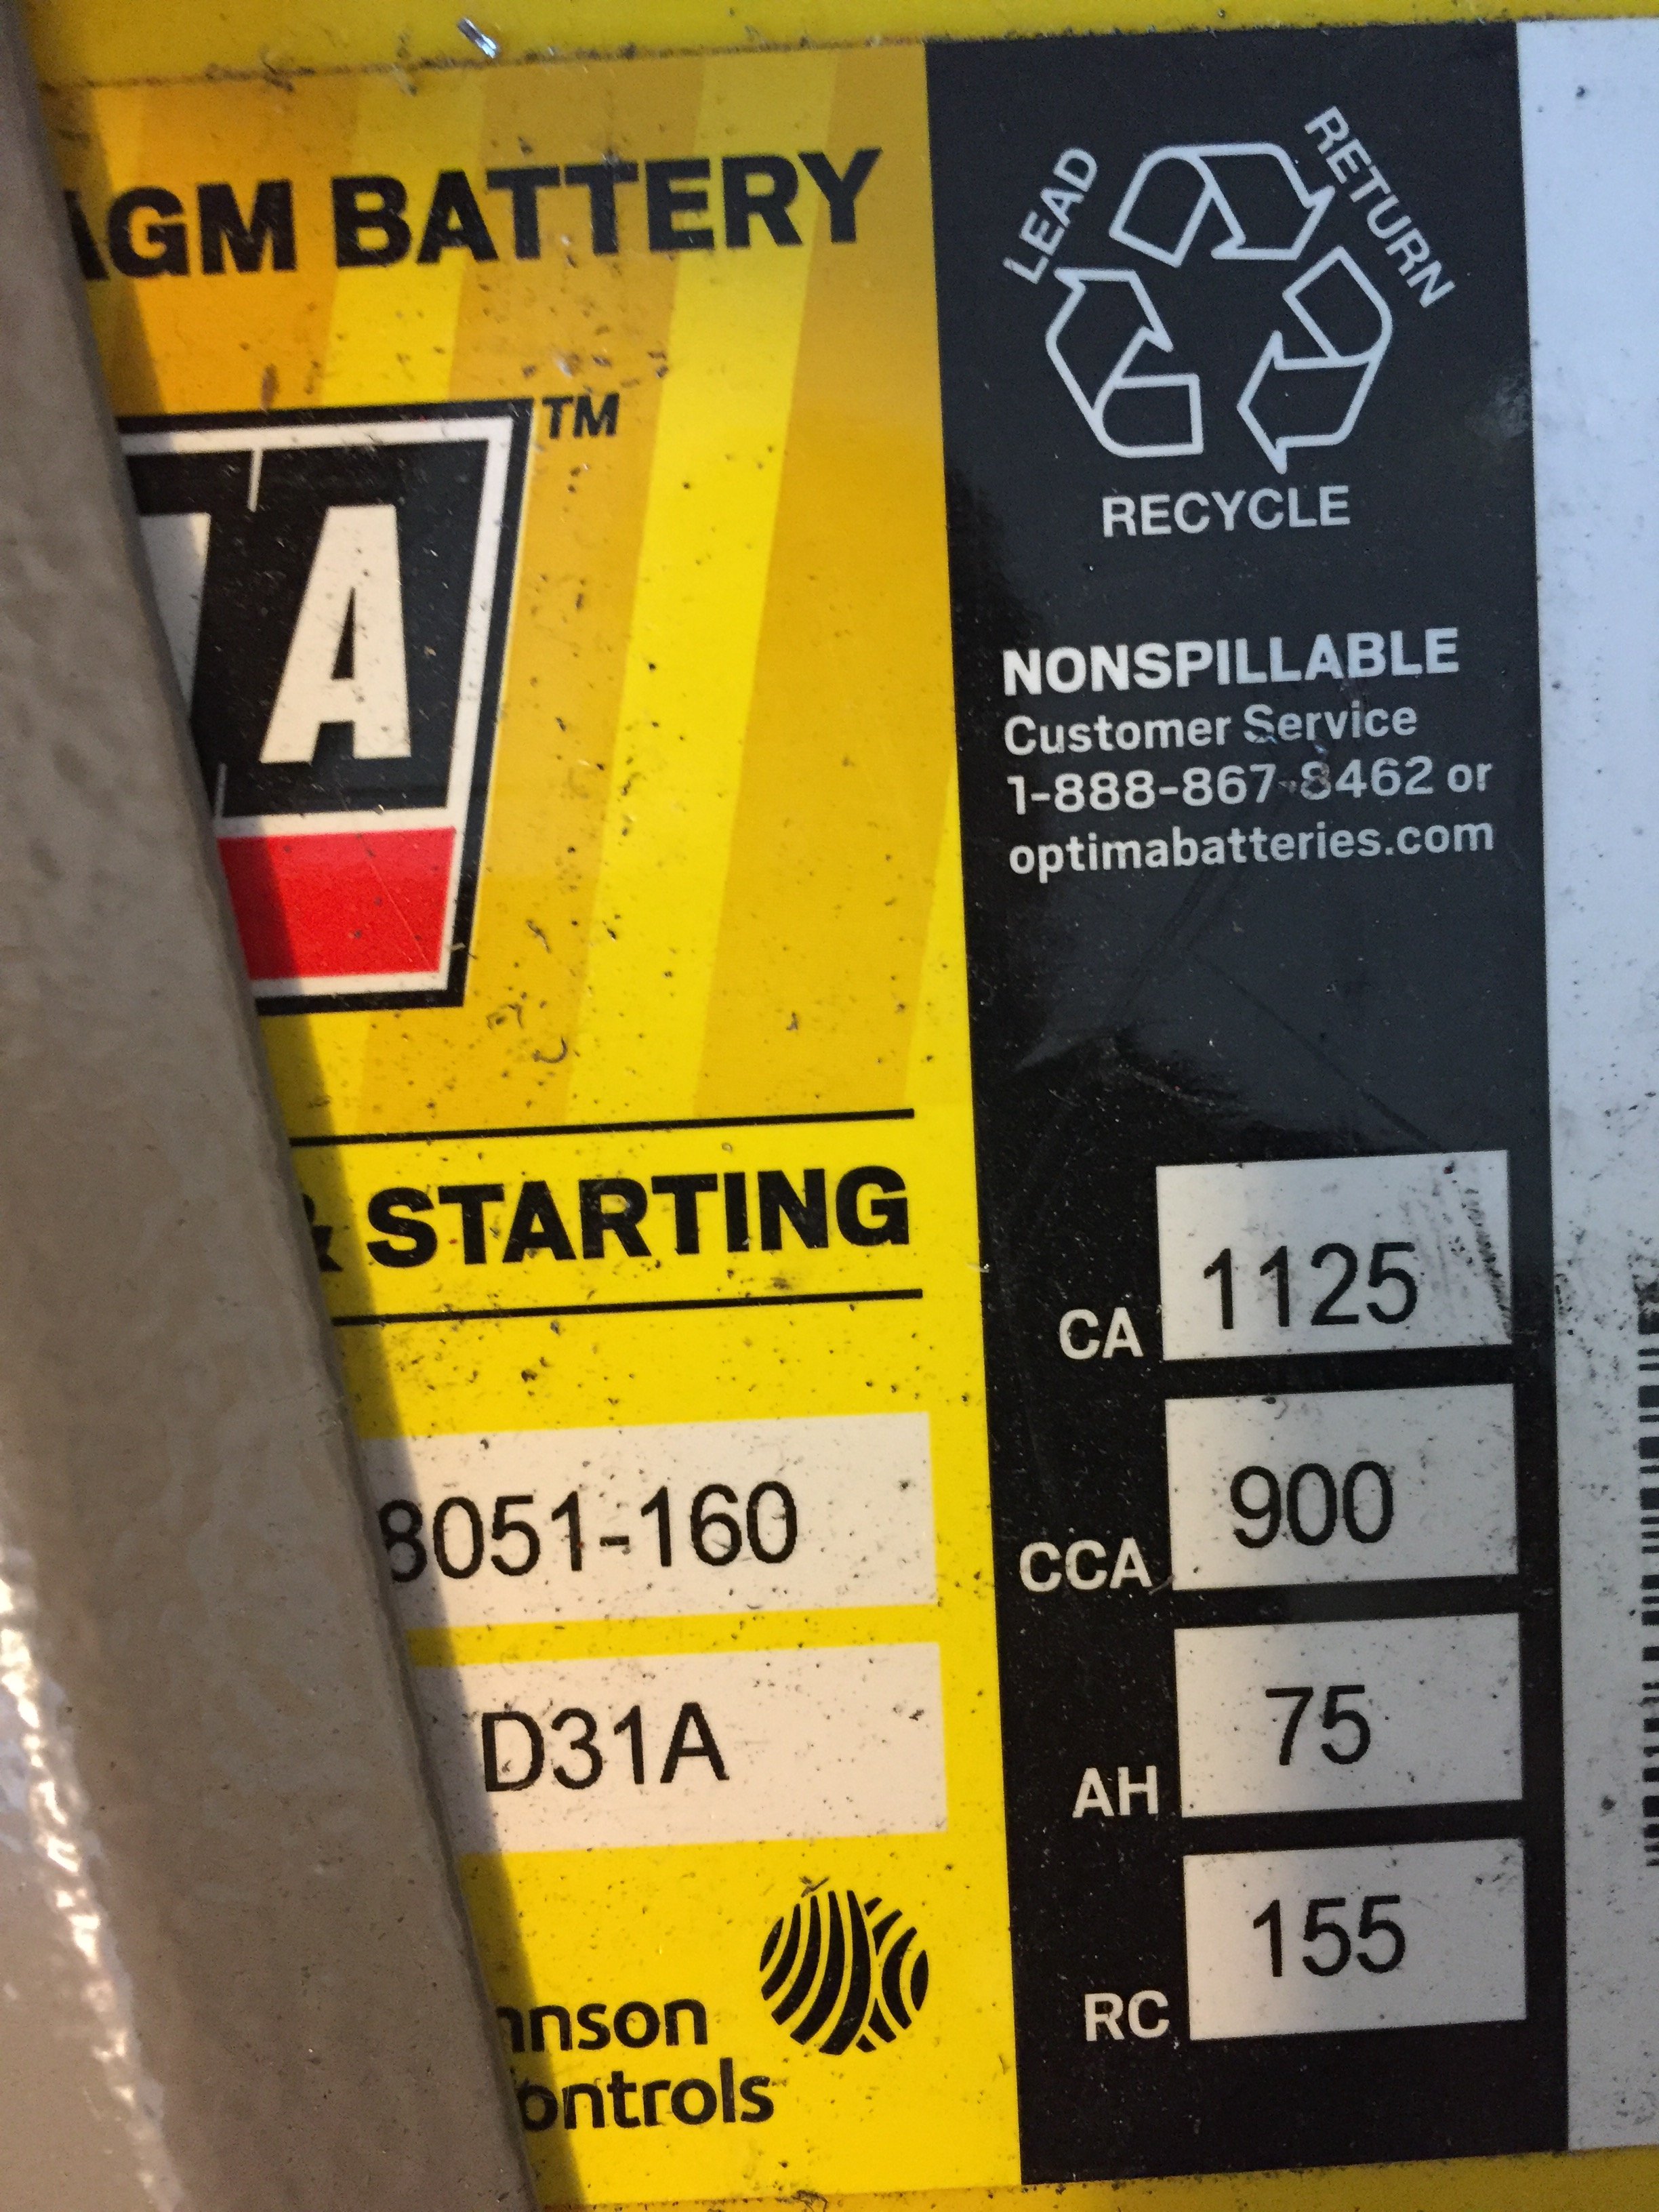 AGM BATTERY
LEAD
RETURN
RECYCLE
TM
A
NONSPILLABLE
Customer Service
1-888-867-8462 or
optimabatteries.com
& STARTING
CA 1125
8051-160
CCA 900
D31A
AH 75
RC 155
nson
ontrols